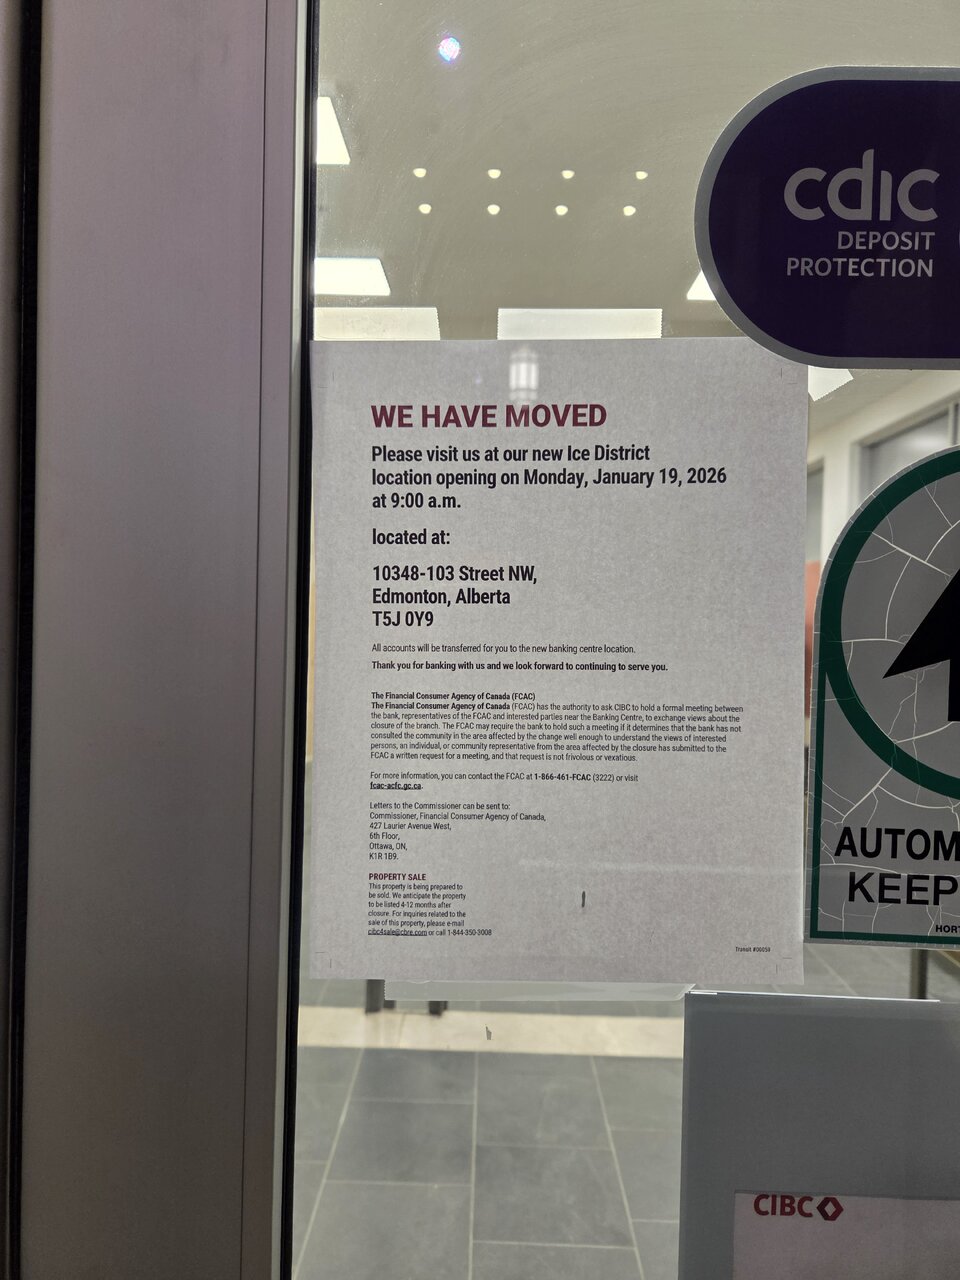 cdic
DEPOSIT
PROTECTION
WE HAVE MOVED
Please visit us at our new Ice District
location opening on Monday, January 19, 2026
at 9:00 a.m.
located at:
10348-103 Street NW,
Edmonton, Alberta
T5J 0Y9
All accounts will be transferred for you to the new banking centre location.
Thank you for banking with us and we look forward to continuing to serve you.
The Financial Consumer Agency of Canada (FCAC)
The Financial Consumer Agency of Canada (FCAC) has the authority to ask CIBC to hold a formal meeting between
the bank, representatives of the FCAC and interested parties near the Banking Centre, to exchange views about the
closure of the branch. The FCAC may require the bank to hold such a meeting if it determines that the bank has not
consulted the community in the area affected by the change well enough to understand the views of interested
persons, an individual, or community representative from the area affected by the closure has submitted to the
FCAC a written request for a meeting, and that request is not frivolous or vexatious.
For more information, you can contact the FCAC at 1-866-461-FCAC (3222) or visit
fcac-acfc.gc.ca.
Letters to the Commissioner can be sent to:
Commissioner, Financial Consumer Agency of Canada,
427 Laurier Avenue West,
6th Floor,
Ottawa, ON,
K1R 1B9.
PROPERTY SALE
This property is being prepared to
be sold. We anticipate the property
to be listed 4-12 months after
closure. For inquiries related to the
sale of this property, please e-mail
cibc4sale@cbre.com or call 1-844-350-3008
Transit #00059
AUTOM
KEEP
HORT
CIBC